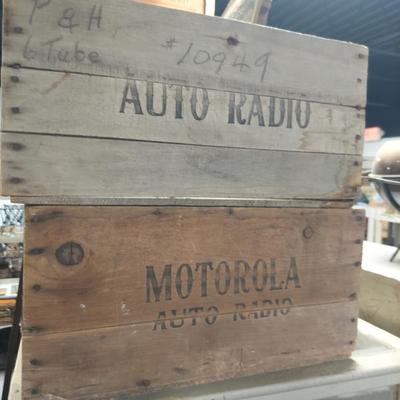 P & H
6 Tube #10949
AUTO RADIO
MOTOROLA
AUTO RADIO